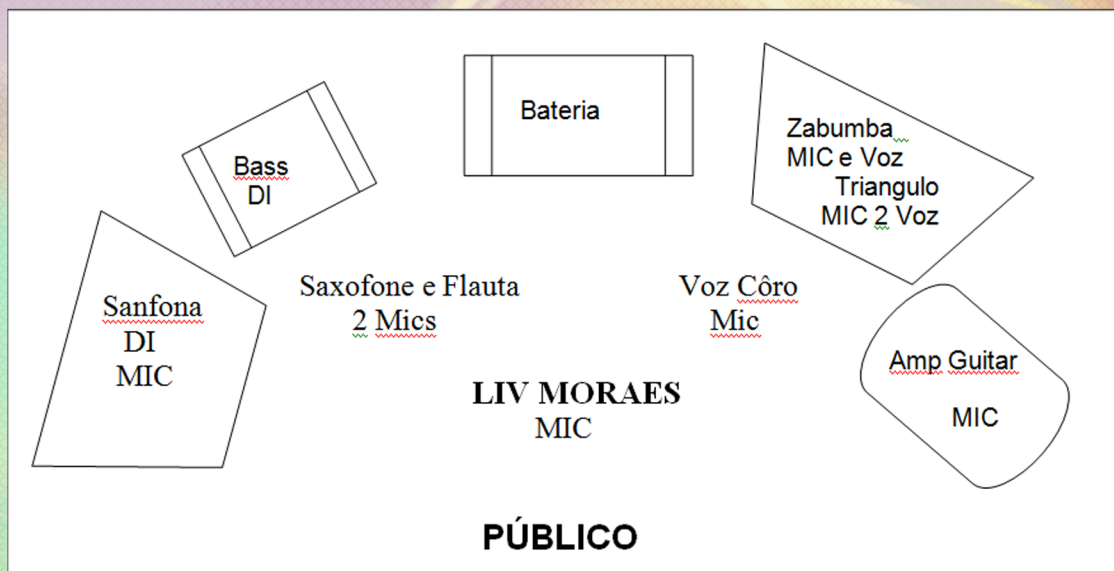 Bateria
Zabumba
MIC e Voz
Triangulo
MIC 2 Voz
Bass
DI
Sanfona
DI
MIC
Saxofone e Flauta
2 Mics
Voz Côro
Mic
Amp Guitar
MIC
LIV MORAES
MIC
PÚBLICO